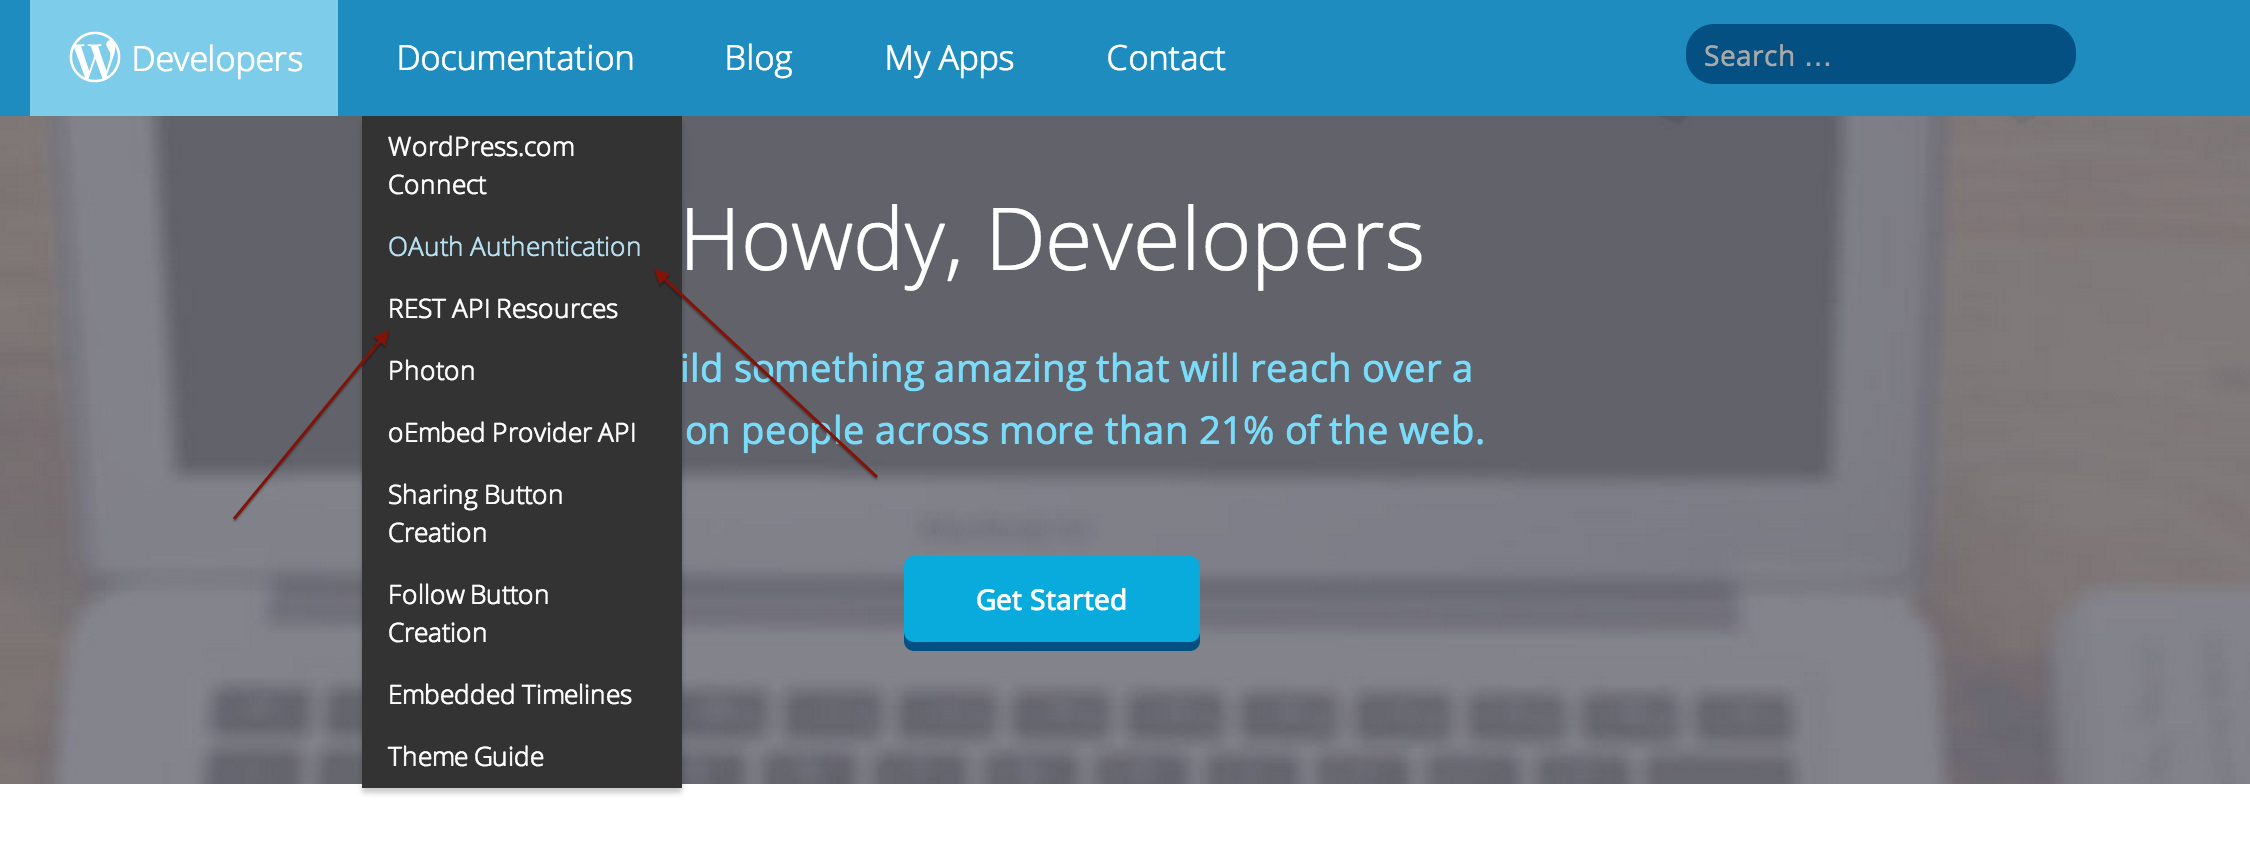 Developers
Documentation
Blog
My Apps
Contact
Search ...
WordPress.com
Connect
OAuth Authentication
REST API Resources
Photon
oEmbed Provider API
Sharing Button
Creation
Follow Button
Creation
Embedded Timelines
Theme Guide
Howdy, Developers
ild something amazing that will reach over a
on people across more than 21% of the web.
Get Started